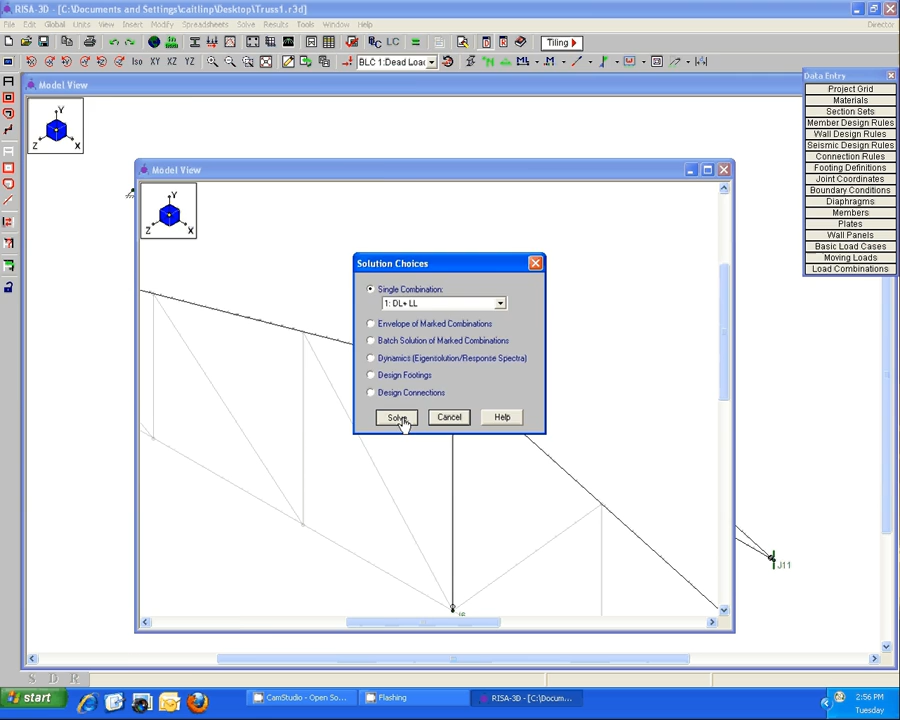 RISA-3D - [C:\Documents and Settings\caitlinp\Desktop\Truss1.r3d]
File Edit Global Units View Insert Modify Spreadsheets Solve Results Tools Window Help Director
LC Tiling
Iso XY XZ YZ BLC 1:Dead Load
Model View
Y
Z X
Data Entry
Project Grid
Materials
Section Sets
Member Design Rules
Wall Design Rules
Seismic Design Rules
Connection Rules
Footing Definitions
Joint Coordinates
Boundary Conditions
Diaphragms
Members
Plates
Wall Panels
Basic Load Cases
Moving Loads
Load Combinations
Model View
Y
Z X
Solution Choices
Single Combination:
1: DL+ LL
Envelope of Marked Combinations
Batch Solution of Marked Combinations
Dynamics (Eigensolution/Response Spectra)
Design Footings
Design Connections
Solve Cancel Help
J11
S D R
start CamStudio - Open So... Flashing RISA-3D - [C:\Docum... 2:56 PM
Tuesday